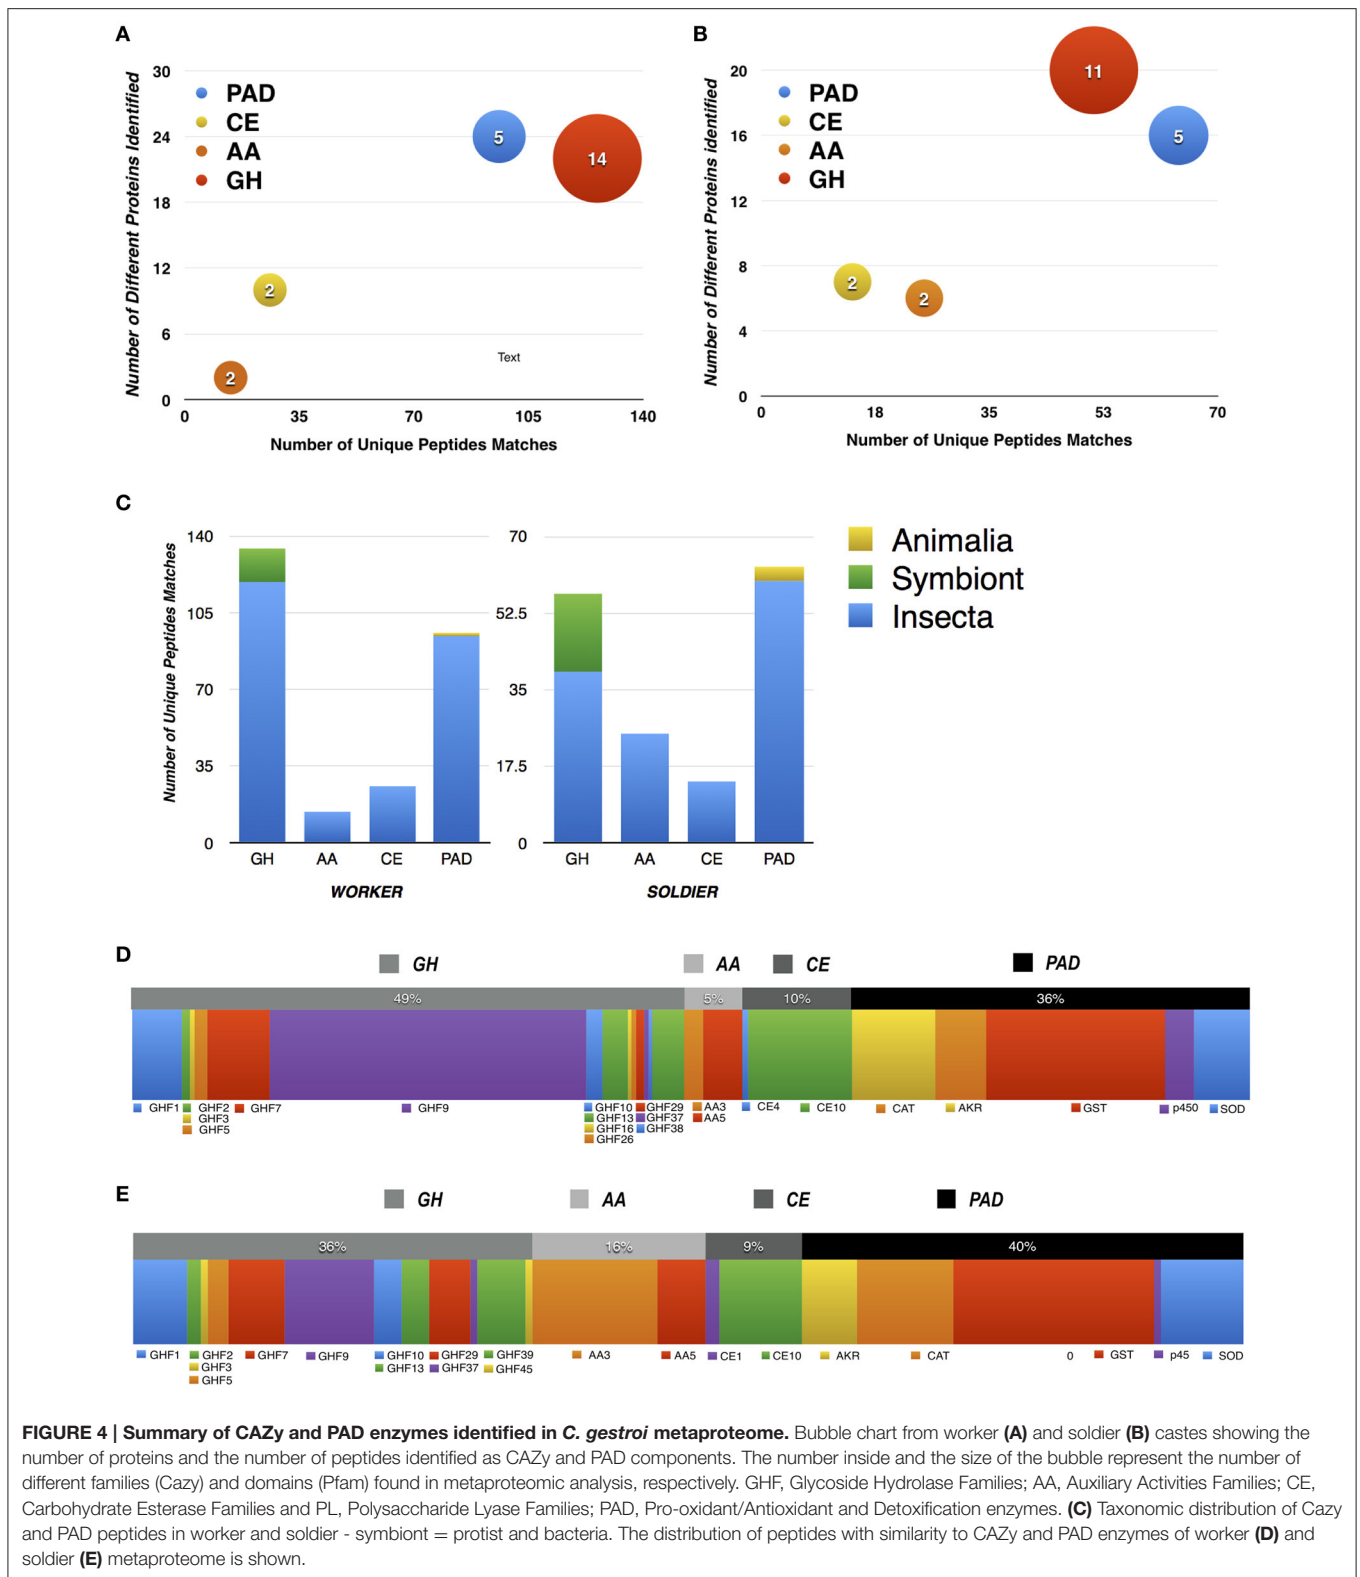 A
Number of Different Proteins Identified
30
24
18
12
6
0
PAD
CE
AA
GH
5
14
2
2
Text
0 35 70 105 140
Number of Unique Peptides Matches
B
Number of Different Proteins identified
20
16
12
8
4
0
PAD
CE
AA
GH
11
5
2
2
0 18 35 53 70
Number of Unique Peptides Matches
C
Number of Unique Peptides Matches
140
105
70
35
0
GH AA CE PAD
WORKER
70
52.5
35
17.5
0
GH AA CE PAD
SOLDIER
Animalia
Symbiont
Insecta
D
GH AA CE PAD
49% 5% 10% 36%
GHF1 GHF2 GHF7 GHF9 GHF10 GHF29 AA3 CE4 CE10 CAT AKR GST p450 SOD
GHF3 GHF13 GHF37 AA5
GHF5 GHF16 GHF38
GHF26
E
GH AA CE PAD
36% 16% 9% 40%
GHF1 GHF2 GHF7 GHF9 GHF10 GHF29 GHF39 AA3 AA5 CE1 CE10 AKR CAT 0 GST p45 SOD
GHF3 GHF13 GHF37 GHF45
GHF5
FIGURE 4 | Summary of CAZy and PAD enzymes identified in C. gestroi metaproteome. Bubble chart from worker (A) and soldier (B) castes showing the
number of proteins and the number of peptides identified as CAZy and PAD components. The number inside and the size of the bubble represent the number of
different families (Cazy) and domains (Pfam) found in metaproteomic analysis, respectively. GHF, Glycoside Hydrolase Families; AA, Auxiliary Activities Families; CE,
Carbohydrate Esterase Families and PL, Polysaccharide Lyase Families; PAD, Pro-oxidant/Antioxidant and Detoxification enzymes. (C) Taxonomic distribution of Cazy
and PAD peptides in worker and soldier - symbiont = protist and bacteria. The distribution of peptides with similarity to CAZy and PAD enzymes of worker (D) and
soldier (E) metaproteome is shown.